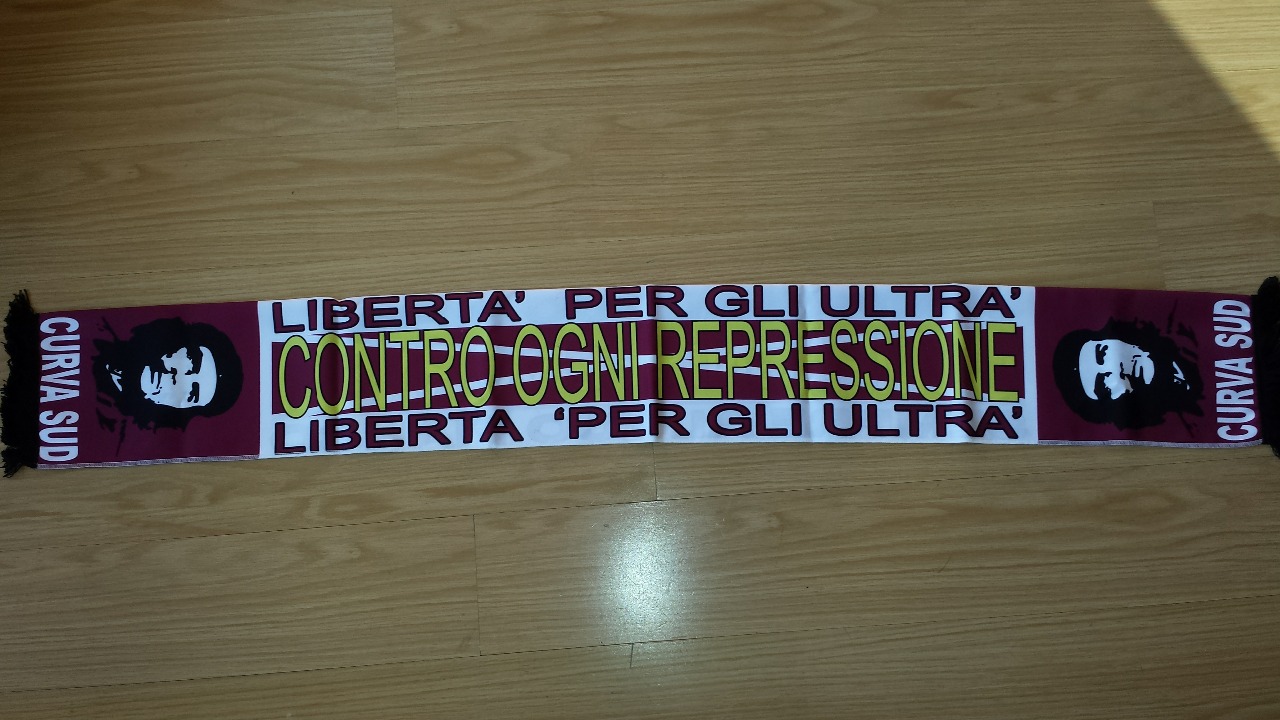 CURVA SUD
LIBERTA' PER GLI ULTRA'
CONTRO OGNI REPRESSIONE
LIBERTA 'PER GLI ULTRA'
CURVA SUD